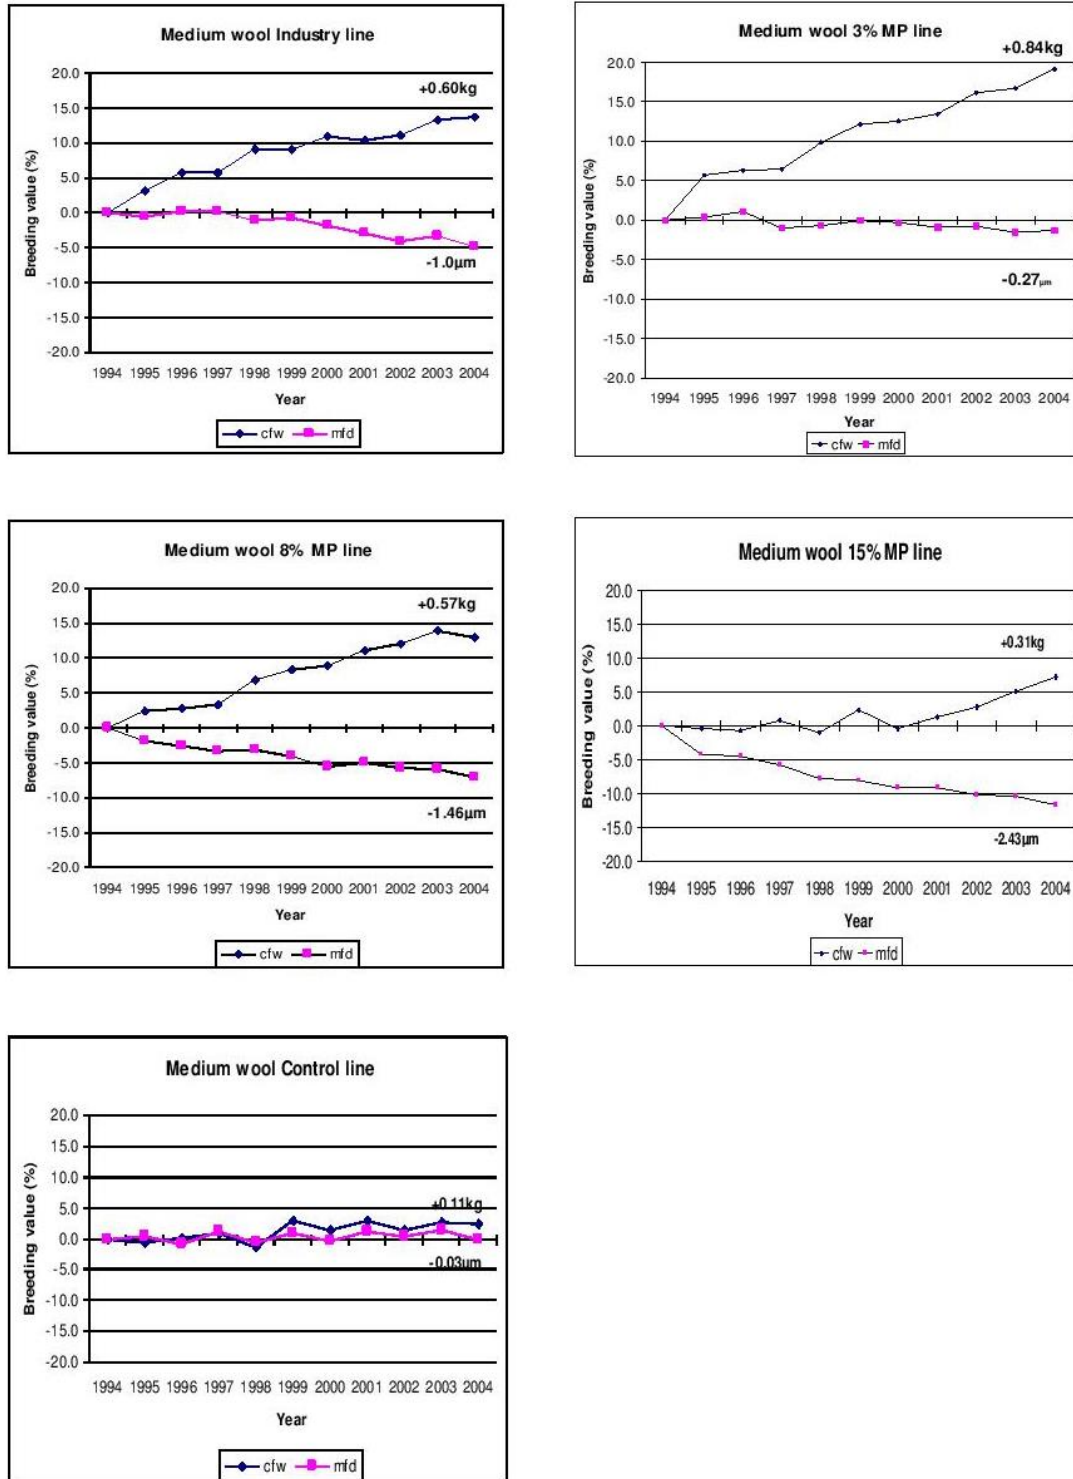 Medium wool Industry line
+0.60kg
20.0
15.0
10.0
5.0
0.0
-5.0
-10.0
-15.0
-20.0
Breeding value (%)
-1.0µm
1994 1995 1996 1997 1998 1999 2000 2001 2002 2003 2004
Year
cfw mfd
Medium wool 3% MP line
+0.84kg
20.0
15.0
10.0
5.0
0.0
-5.0
-10.0
-15.0
-20.0
Breeding value (%)
-0.27µm
1994 1995 1996 1997 1998 1999 2000 2001 2002 2003 2004
Year
cfw mfd
Medium wool 8% MP line
+0.57kg
20.0
15.0
10.0
5.0
0.0
-5.0
-10.0
-15.0
-20.0
Breeding value (%)
-1.46µm
1994 1995 1996 1997 1998 1999 2000 2001 2002 2003 2004
Year
cfw mfd
Medium wool 15% MP line
20.0
15.0
10.0
5.0
0.0
-5.0
-10.0
-15.0
-20.0
Breeding value (%)
+0.31kg
-2.43µm
1994 1995 1996 1997 1998 1999 2000 2001 2002 2003 2004
Year
cfw mfd
Medium wool Control line
20.0
15.0
10.0
5.0
0.0
-5.0
-10.0
-15.0
-20.0
Breeding value (%)
+0.11kg
-0.03µm
1994 1995 1996 1997 1998 1999 2000 2001 2002 2003 2004
Year
cfw mfd